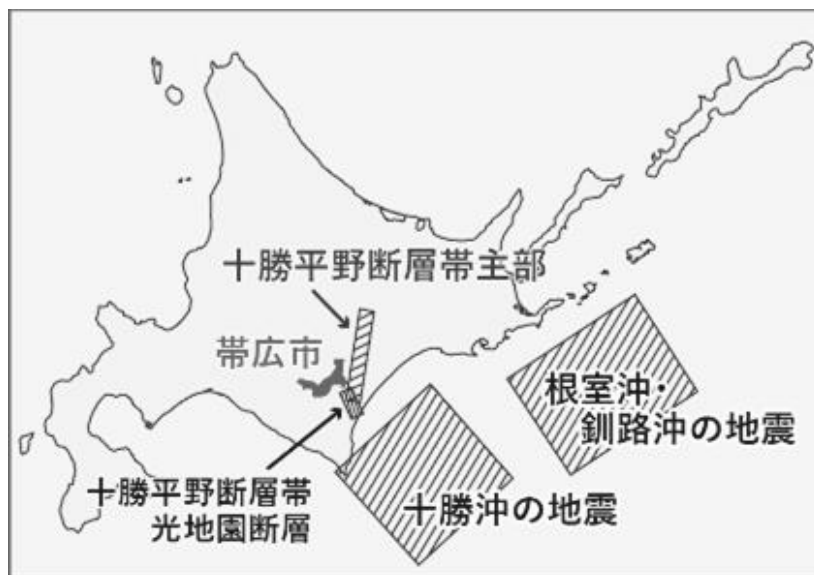 十勝平野断層帯主部
帯広市
根室沖・
釧路沖の地震
十勝平野断層帯
光地園断層
十勝沖の地震